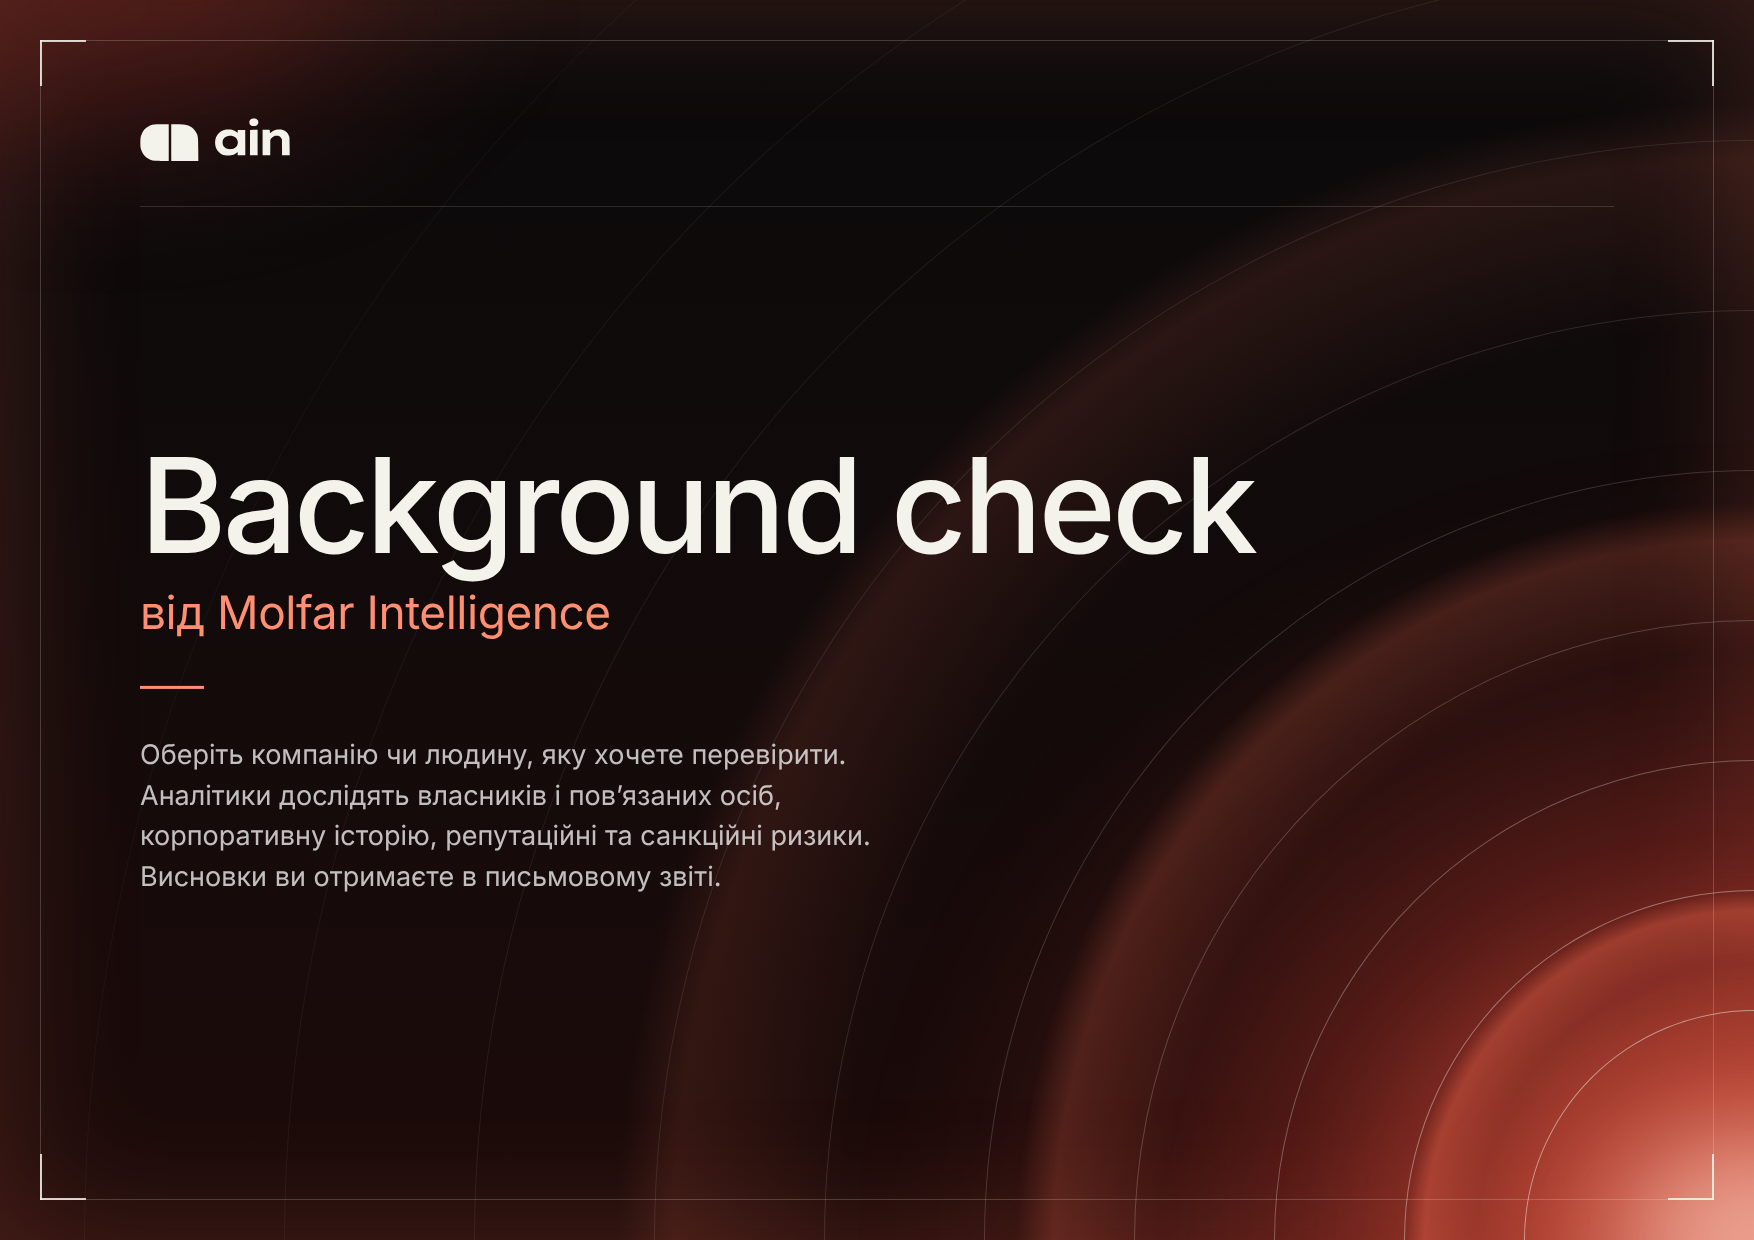 ain
Background check
від Molfar Intelligence
Оберіть компанію чи людину, яку хочете перевірити.
Аналітики дослідять власників і пов’язаних осіб,
корпоративну історію, репутаційні та санкційні ризики.
Висновки ви отримаєте в письмовому звіті.